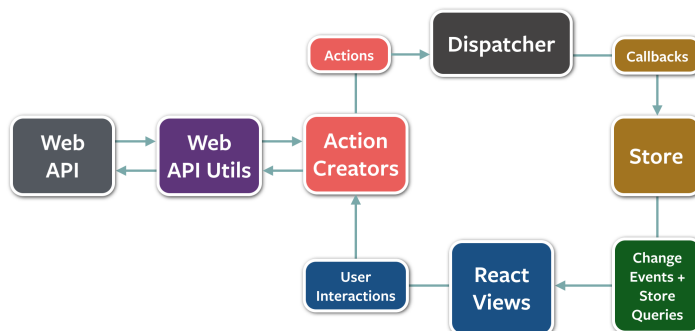 Actions
Dispatcher
Callbacks
Web
API
Web
API Utils
Action
Creators
Store
User
Interactions
React
Views
Change
Events +
Store
Queries